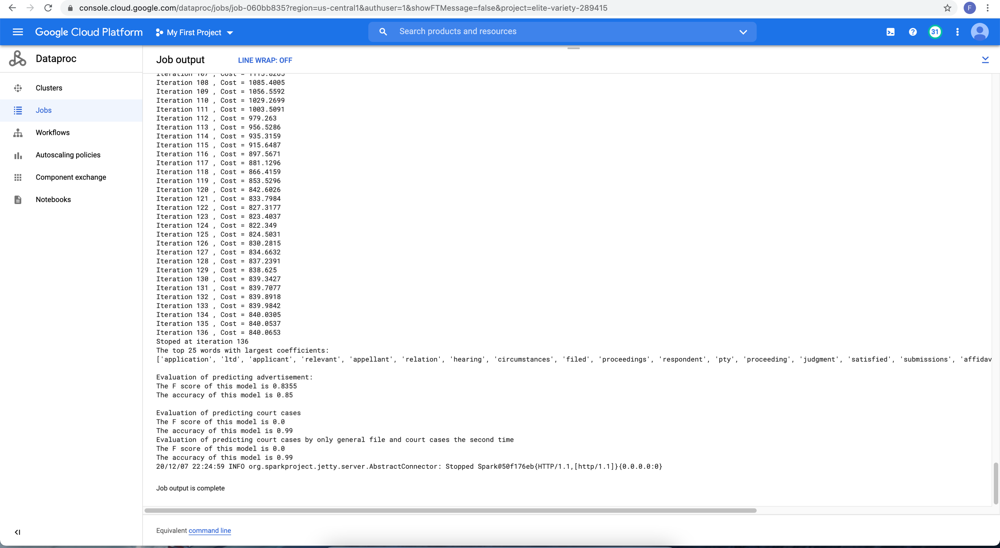 console.cloud.google.com/dataproc/jobs/job-060bb835?region=us-central1&authuser=1&showFTMessage=false&project=elite-variety-289415
F
Google Cloud Platform
My First Project
Search products and resources
31
Dataproc
Clusters
Jobs
Workflows
Autoscaling policies
Component exchange
Notebooks
Job output
LINE WRAP: OFF
Iteration 107 , Cost = 1113.8265
Iteration 108 , Cost = 1085.4005
Iteration 109 , Cost = 1056.5592
Iteration 110 , Cost = 1029.2699
Iteration 111 , Cost = 1003.5091
Iteration 112 , Cost = 979.263
Iteration 113 , Cost = 956.5286
Iteration 114 , Cost = 935.3159
Iteration 115 , Cost = 915.6487
Iteration 116 , Cost = 897.5671
Iteration 117 , Cost = 881.1296
Iteration 118 , Cost = 866.4159
Iteration 119 , Cost = 853.5296
Iteration 120 , Cost = 842.6026
Iteration 121 , Cost = 833.7984
Iteration 122 , Cost = 827.3177
Iteration 123 , Cost = 823.4037
Iteration 124 , Cost = 822.349
Iteration 125 , Cost = 824.5031
Iteration 126 , Cost = 830.2815
Iteration 127 , Cost = 834.6632
Iteration 128 , Cost = 837.2391
Iteration 129 , Cost = 838.625
Iteration 130 , Cost = 839.3427
Iteration 131 , Cost = 839.7077
Iteration 132 , Cost = 839.8918
Iteration 133 , Cost = 839.9842
Iteration 134 , Cost = 840.0305
Iteration 135 , Cost = 840.0537
Iteration 136 , Cost = 840.0653
Stoped at iteration 136
The top 25 words with largest coefficients:
['application', 'ltd', 'applicant', 'relevant', 'appellant', 'relation', 'hearing', 'circumstances', 'filed', 'proceedings', 'respondent', 'pty', 'proceeding', 'judgment', 'satisfied', 'submissions', 'affidav
Evaluation of predicting advertisement:
The F score of this model is 0.8355
The accuracy of this model is 0.85
Evaluation of predicting court cases
The F score of this model is 0.0
The accuracy of this model is 0.99
Evaluation of predicting court cases by only general file and court cases the second time
The F score of this model is 0.0
The accuracy of this model is 0.99
20/12/07 22:24:59 INFO org.sparkproject.jetty.server.AbstractConnector: Stopped Spark@50f176eb{HTTP/1.1,[http/1.1]}{0.0.0.0:0}
Job output is complete
Equivalent command line